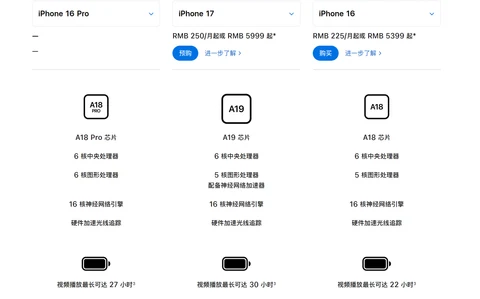 iPhone 16 Pro
iPhone 17
iPhone 16
—
RMB 250/月起或 RMB 5999 起*
RMB 225/月起或 RMB 5399 起*
—
预购 进一步了解 >
购买 进一步了解 >
A18 PRO
A19
A18
A18 Pro 芯片
A19 芯片
A18 芯片
6 核中央处理器
6 核中央处理器
6 核中央处理器
6 核图形处理器
5 核图形处理器
配备神经网络加速器
5 核图形处理器
16 核神经网络引擎
16 核神经网络引擎
16 核神经网络引擎
硬件加速光线追踪
硬件加速光线追踪
硬件加速光线追踪
视频播放最长可达 27 小时
视频播放最长可达 30 小时
视频播放最长可达 22 小时